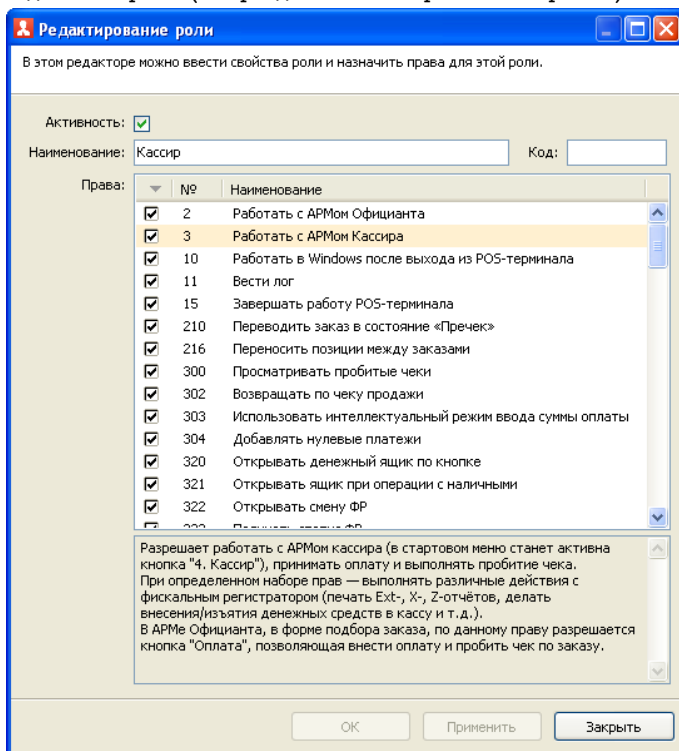 Редактирование роли
В этом редакторе можно ввести свойства роли и назначить права для этой роли.
Активность:
Наименование: Кассир Код:
Права: № Наименование
2 Работать с АРМом Официанта
3 Работать с АРМом Кассира
10 Работать в Windows после выхода из POS-терминала
11 Вести лог
15 Завершать работу POS-терминала
210 Переводить заказ в состояние «Пречек»
216 Переносить позиции между заказами
300 Просматривать пробитые чеки
302 Возвращать по чеку продажи
303 Использовать интеллектуальный режим ввода суммы оплаты
304 Добавлять нулевые платежи
320 Открывать денежный ящик по кнопке
321 Открывать ящик при операции с наличными
322 Открывать смену ФР
Разрешает работать с АРМом кассира (в стартовом меню станет активна
кнопка "4. Кассир"), принимать оплату и выполнять пробитие чека.
При определенном наборе прав — выполнять различные действия с
фискальным регистратором (печать Ext-, X-, Z-отчётов, делать
внесения/изъятия денежных средств в кассу и т.д.).
В АРМе Официанта, в форме подбора заказа, по данному праву разрешается
кнопка "Оплата", позволяющая внести оплату и пробить чек по заказу.
ОК Применить Закрыть